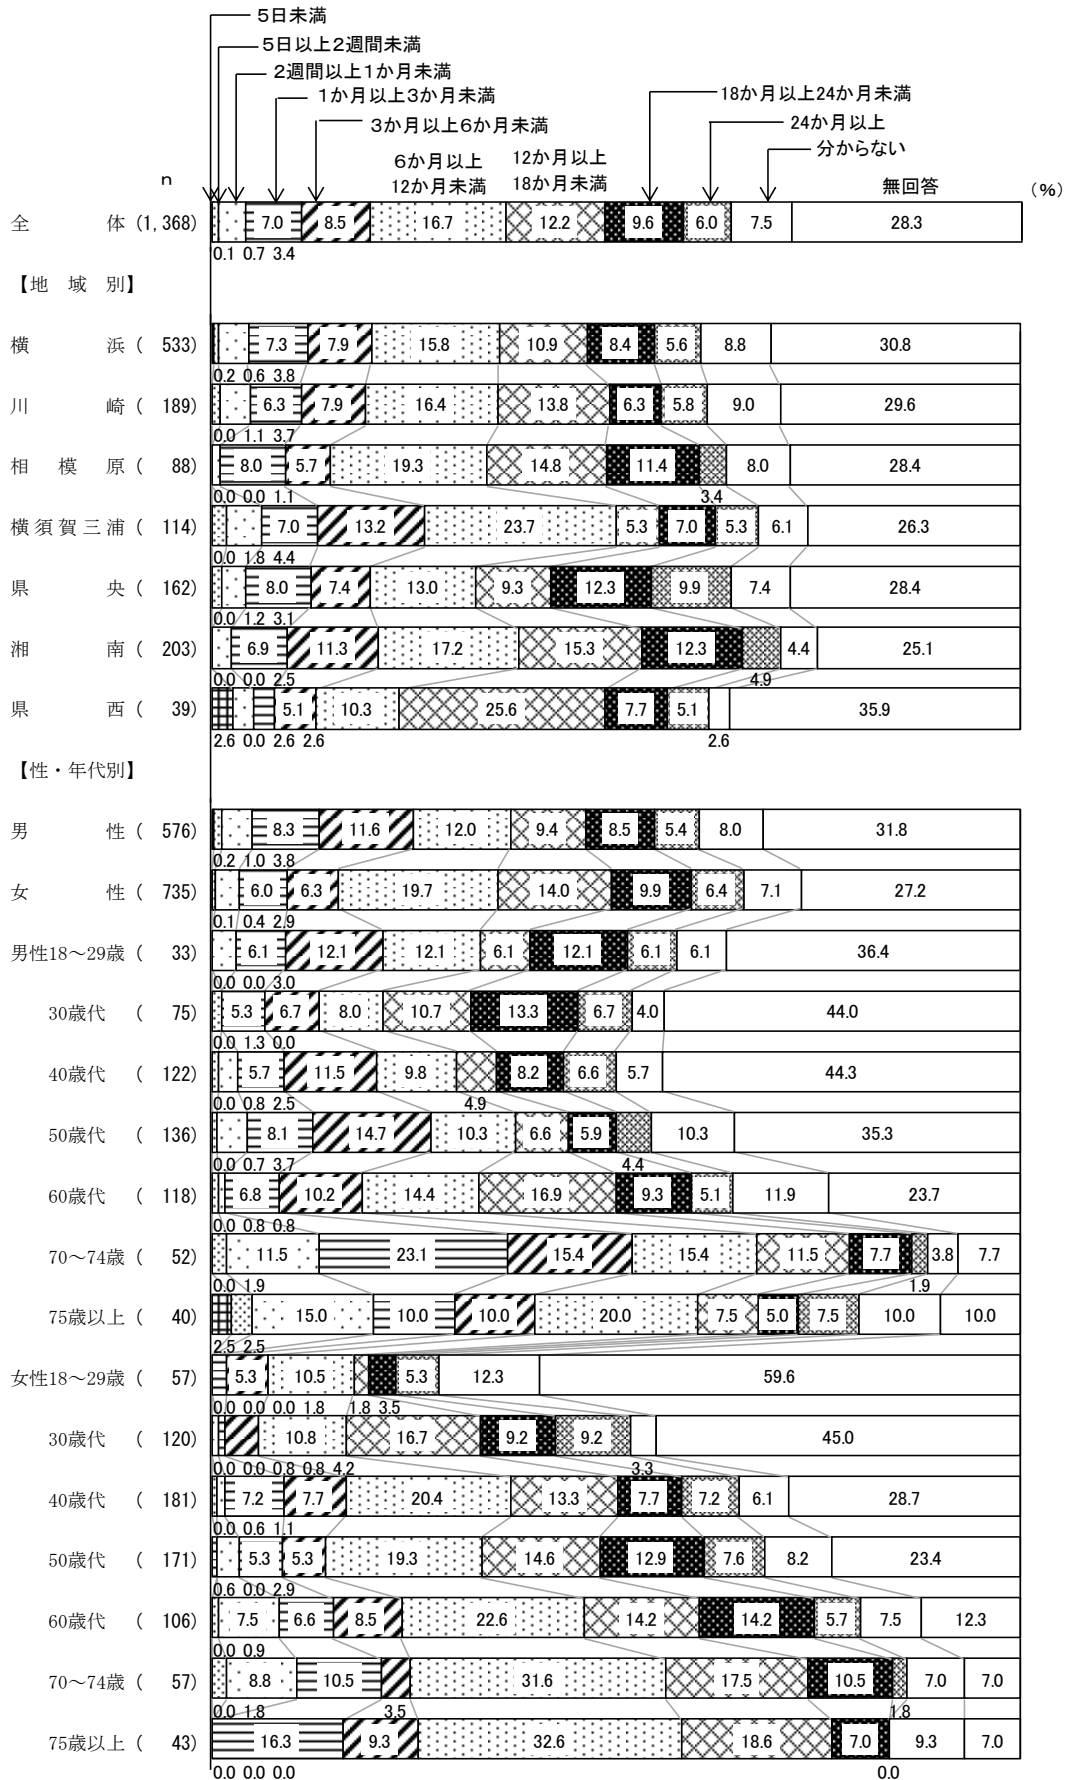 5日未満
5日以上2週間未満
2週間以上1か月未満
1か月以上3か月未満
3か月以上6か月未満
6か月以上
12か月未満
12か月以上
18か月未満
18か月以上24か月未満
24か月以上
分からない
無回答
n
(%)
全体 (1,368) 7.0 8.5 16.7 12.2 9.6 6.0 7.5 28.3
0.1 0.7 3.4
【地域別】
横浜 ( 533) 7.3 7.9 15.8 10.9 8.4 5.6 8.8 30.8
0.2 0.6 3.8
川崎 ( 189) 6.3 7.9 16.4 13.8 6.3 5.8 9.0 29.6
0.0 1.1 3.7
相模原 ( 88) 8.0 5.7 19.3 14.8 11.4 8.0 28.4
0.0 0.0 1.1 3.4
横須賀三浦 ( 114) 7.0 13.2 23.7 5.3 7.0 5.3 6.1 26.3
0.0 1.8 4.4
県央 ( 162) 8.0 7.4 13.0 9.3 12.3 9.9 7.4 28.4
0.0 1.2 3.1
湘南 ( 203) 6.9 11.3 17.2 15.3 12.3 4.4 25.1
0.0 0.0 2.5 4.9
県西 ( 39) 5.1 10.3 25.6 7.7 5.1 35.9
2.6 0.0 2.6 2.6 2.6
【性・年代別】
男性 ( 576) 8.3 11.6 12.0 9.4 8.5 5.4 8.0 31.8
0.2 1.0 3.8
女性 ( 735) 6.0 6.3 19.7 14.0 9.9 6.4 7.1 27.2
0.1 0.4 2.9
男性18～29歳 ( 33) 6.1 12.1 12.1 6.1 12.1 6.1 6.1 36.4
0.0 0.0 3.0
30歳代 ( 75) 5.3 6.7 8.0 10.7 13.3 6.7 4.0 44.0
0.0 1.3 0.0
40歳代 ( 122) 5.7 11.5 9.8 8.2 6.6 5.7 44.3
0.0 0.8 2.5 4.9
50歳代 ( 136) 8.1 14.7 10.3 6.6 5.9 10.3 35.3
0.0 0.7 3.7 4.4
60歳代 ( 118) 6.8 10.2 14.4 16.9 9.3 5.1 11.9 23.7
0.0 0.8 0.8
70～74歳 ( 52) 11.5 23.1 15.4 15.4 11.5 7.7 3.8 7.7
0.0 1.9 1.9
75歳以上 ( 40) 15.0 10.0 10.0 20.0 7.5 5.0 7.5 10.0 10.0
2.5 2.5
女性18～29歳 ( 57) 5.3 10.5 5.3 12.3 59.6
0.0 0.0 0.0 1.8 1.8 3.5
30歳代 ( 120) 10.8 16.7 9.2 9.2 45.0
0.0 0.0 0.8 0.8 4.2 3.3
40歳代 ( 181) 7.2 7.7 20.4 13.3 7.7 7.2 6.1 28.7
0.0 0.6 1.1
50歳代 ( 171) 5.3 5.3 19.3 14.6 12.9 7.6 8.2 23.4
0.6 0.0 2.9
60歳代 ( 106) 7.5 6.6 8.5 22.6 14.2 14.2 5.7 7.5 12.3
0.0 0.9
70～74歳 ( 57) 8.8 10.5 31.6 17.5 10.5 7.0 7.0
0.0 1.8 3.5 1.8
75歳以上 ( 43) 16.3 9.3 32.6 18.6 7.0 9.3 7.0
0.0 0.0 0.0 0.0